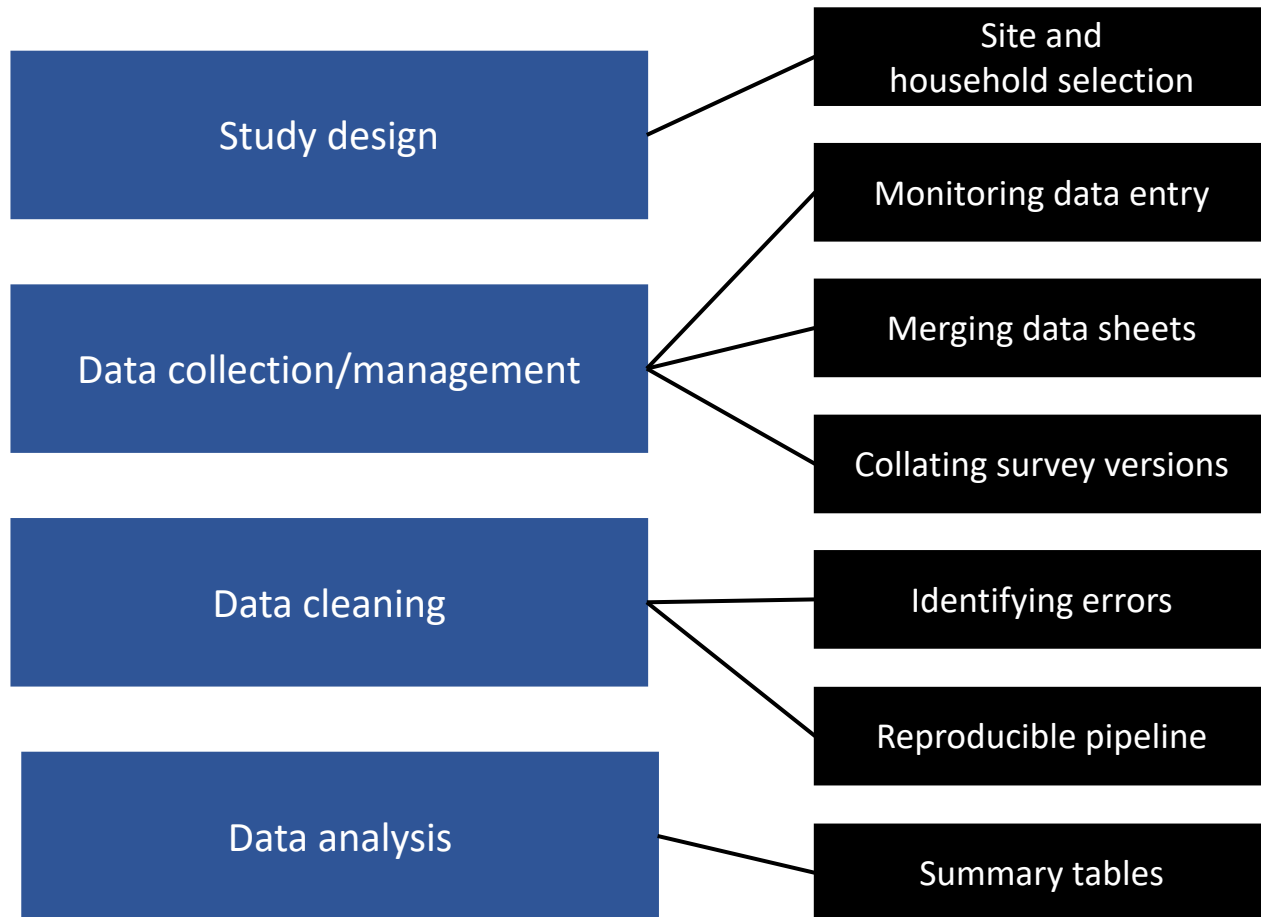 Study design
Site and
household selection
Data collection/management
Monitoring data entry
Merging data sheets
Collating survey versions
Data cleaning
Identifying errors
Reproducible pipeline
Data analysis
Summary tables